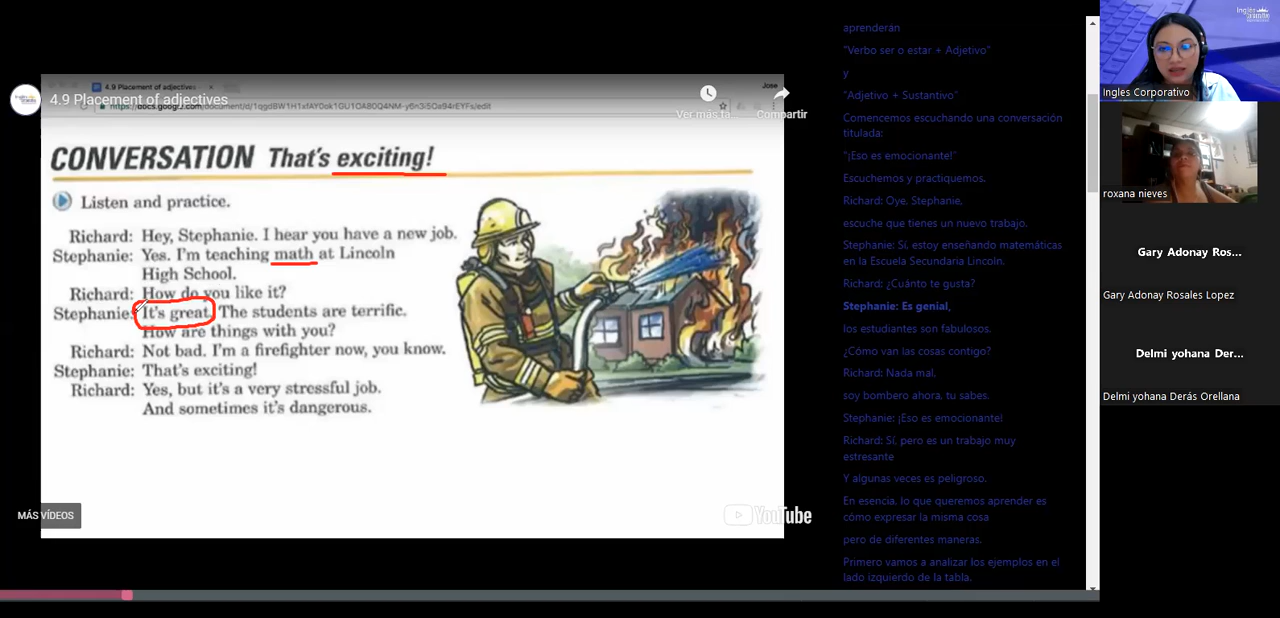 4.9 Placement of adjectives
Jose
4.9 Placement of adjectives
Ver más ta
Compartir
CONVERSATION That's exciting!
Listen and practice.
Richard: Hey, Stephanie. I hear you have a new job.
Stephanie: Yes. I'm teaching math at Lincoln
High School.
Richard: How do you like it?
Stephanie: It's great. The students are terrific.
How are things with you?
Richard: Not bad. I'm a firefighter now, you know.
Stephanie: That's exciting!
Richard: Yes, but it's a very stressful job.
And sometimes it's dangerous.
MÁS VÍDEOS
YouTube
aprenderán
"Verbo ser o estar + Adjetivo"
y
"Adjetivo + Sustantivo"
Comencemos escuchando una conversación
titulada:
"¡Eso es emocionante!"
Escuchemos y practiquemos.
Richard: Oye, Stephanie,
escuche que tienes un nuevo trabajo.
Stephanie: Sí, estoy enseñando matemáticas
en la Escuela Secundaria Lincoln.
Richard: ¿Cuánto te gusta?
Stephanie: Es genial,
los estudiantes son fabulosos.
¿Cómo van las cosas contigo?
Richard: Nada mal,
soy bombero ahora, tu sabes.
Stephanie: ¡Eso es emocionante!
Richard: Sí, pero es un trabajo muy
estresante
Y algunas veces es peligroso.
En esencia, lo que queremos aprender es
cómo expresar la misma cosa
pero de diferentes maneras.
Primero vamos a analizar los ejemplos en el
lado izquierdo de la tabla.
Ingles Corporativo
roxana nieves
Gary Adonay Ros...
Gary Adonay Rosales Lopez
Delmi yohana Der...
Delmi yohana Derás Orellana